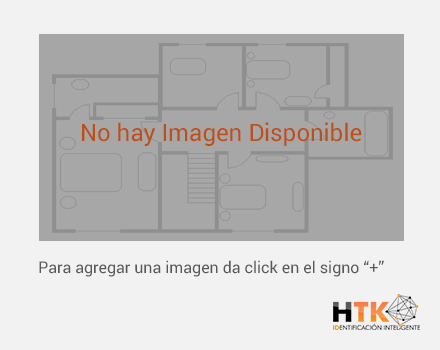 No hay Imagen Disponible
Para agregar una imagen da click en el signo “+”
HTK
IDENTIFICACIÓN INTELIGENTE